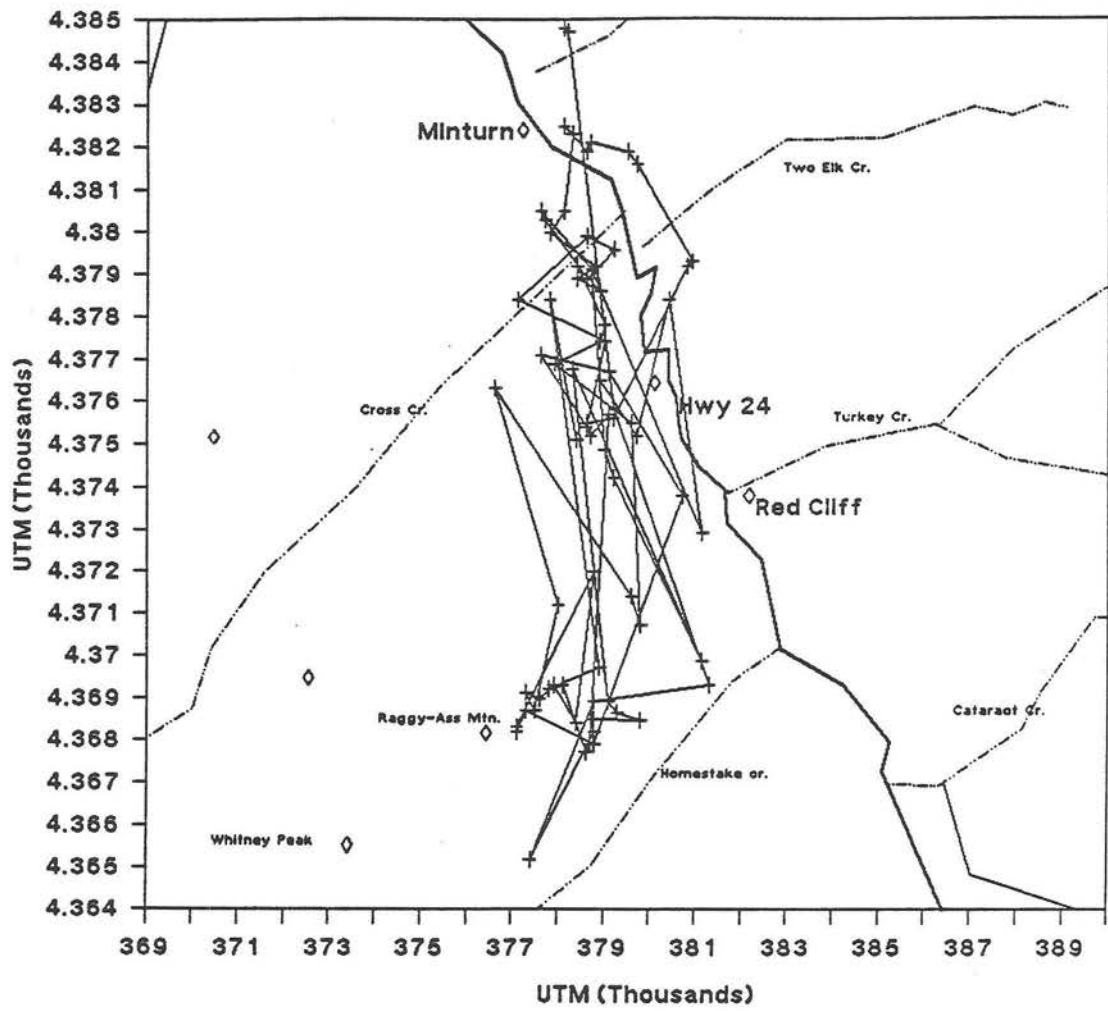 4.385
4.384
4.383
4.382
4.381
4.38
4.379
4.378
4.377
4.376
4.375
4.374
4.373
4.372
4.371
4.37
4.369
4.368
4.367
4.366
4.365
4.364
UTM (Thousands)
Minturn
Two Elk Cr.
Cross Cr.
Hwy 24
Turkey Cr.
Red Cliff
Raggy-Ass Mtn.
Cataraot Cr.
Homestake or.
Whitney Peak
369 371 373 375 377 379 381 383 385 387 389
UTM (Thousands)